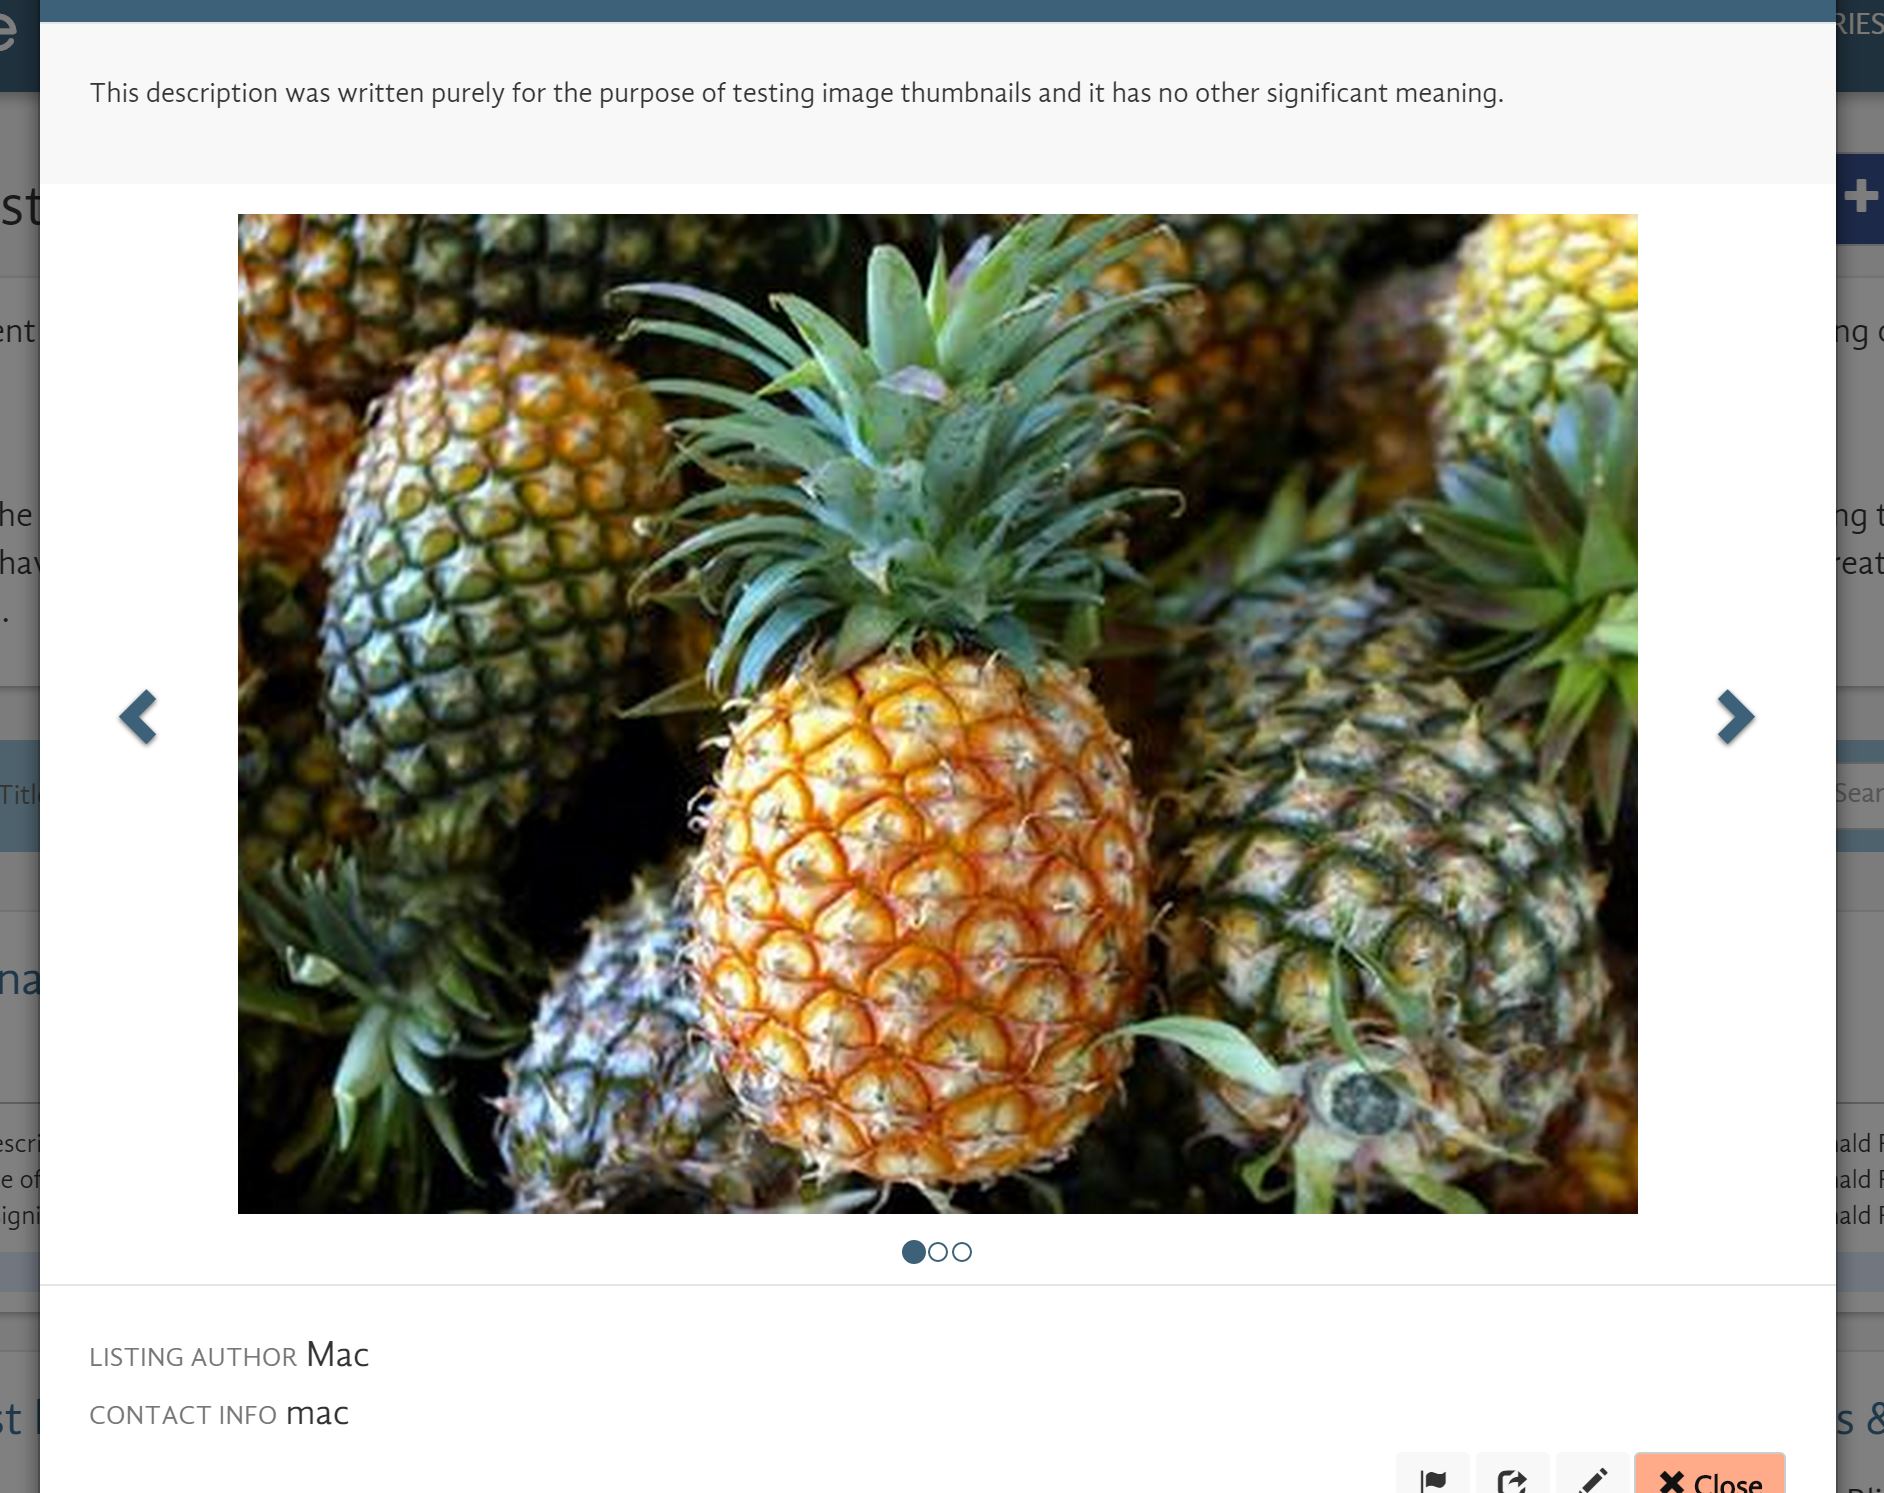 This description was written purely for the purpose of testing image thumbnails and it has no other significant meaning.
LISTING AUTHOR Mac
CONTACT INFO mac
Close